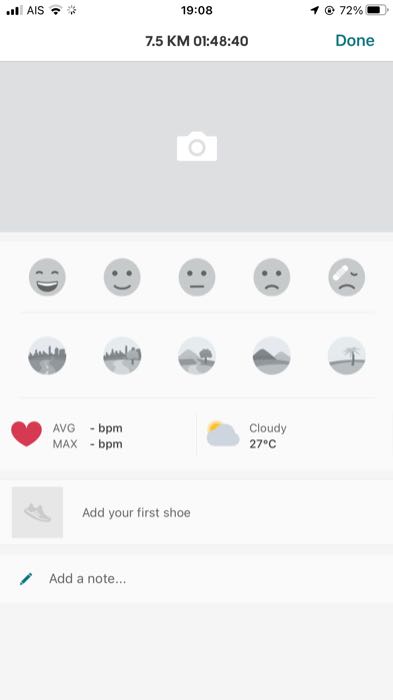 AIS 19:08 72%
7.5 KM 01:48:40 Done
AVG - bpm
MAX - bpm
Cloudy
27°C
Add your first shoe
Add a note...